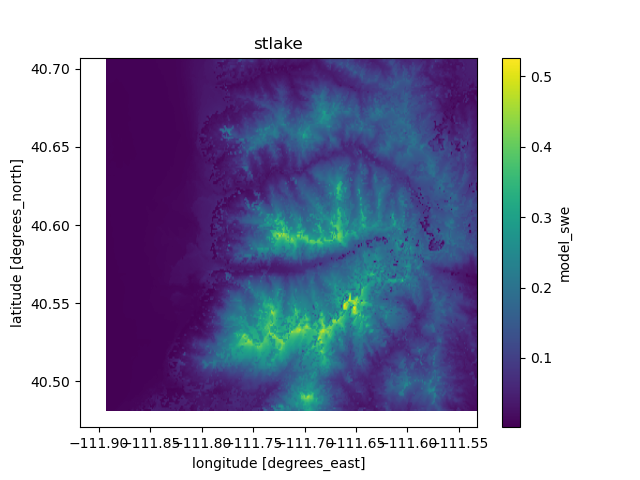 stlake
40.70
40.65
40.60
40.55
40.50
latitude [degrees_north]
−111.90 −111.85 −111.80 −111.75 −111.70 −111.65 −111.60 −111.55
longitude [degrees_east]
0.5
0.4
0.3
0.2
0.1
model_swe